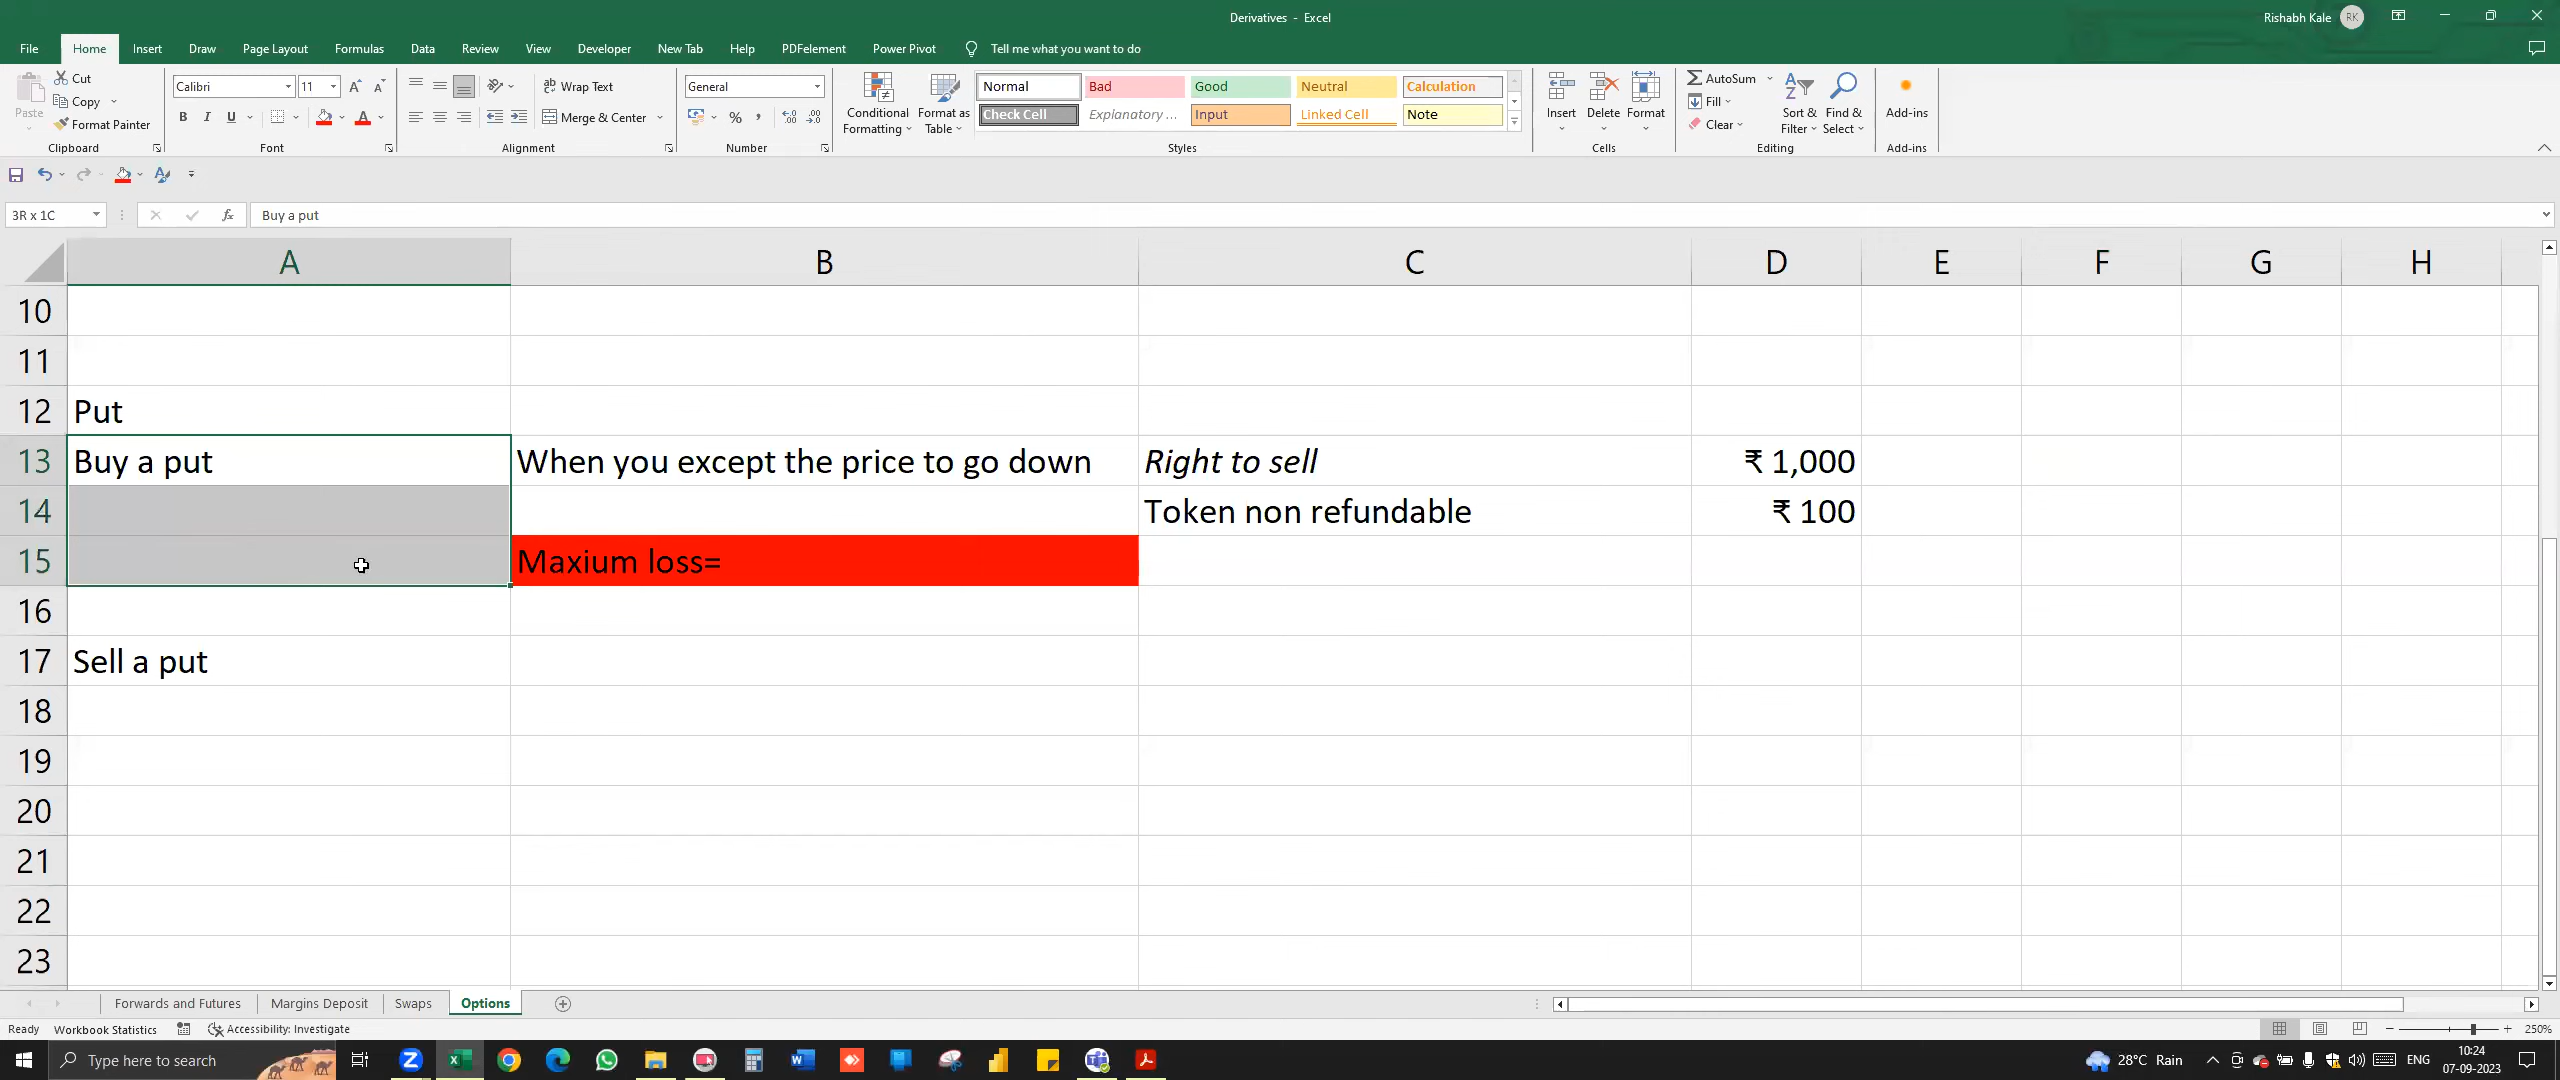 Derivatives - Excel
Rishabh Kale
RK
File Home Insert Draw Page Layout Formulas Data Review View Developer New Tab Help PDFelement Power Pivot Tell me what you want to do
Paste
Cut
Copy
Format Painter
Clipboard
Calibri 11
B I U
Font
Wrap Text
Merge & Center
Alignment
General
Number
Conditional Formatting
Format as Table
Normal Bad Good Neutral Calculation
Check Cell Explanatory ... Input Linked Cell Note
Styles
Insert Delete Format
Cells
AutoSum
Fill
Clear
Sort & Filter
Find & Select
Editing
Add-ins
Add-ins
3R x 1C
fx
Buy a put
A B C D E F G H
10
11
12 Put
13 Buy a put When you except the price to go down Right to sell ₹ 1,000
14 Token non refundable ₹ 100
15 Maxium loss=
16
17 Sell a put
18
19
20
21
22
23
Forwards and Futures Margins Deposit Swaps Options
Ready Workbook Statistics Accessibility: Investigate
250%
Type here to search
28°C Rain
ENG
10:24
07-09-2023